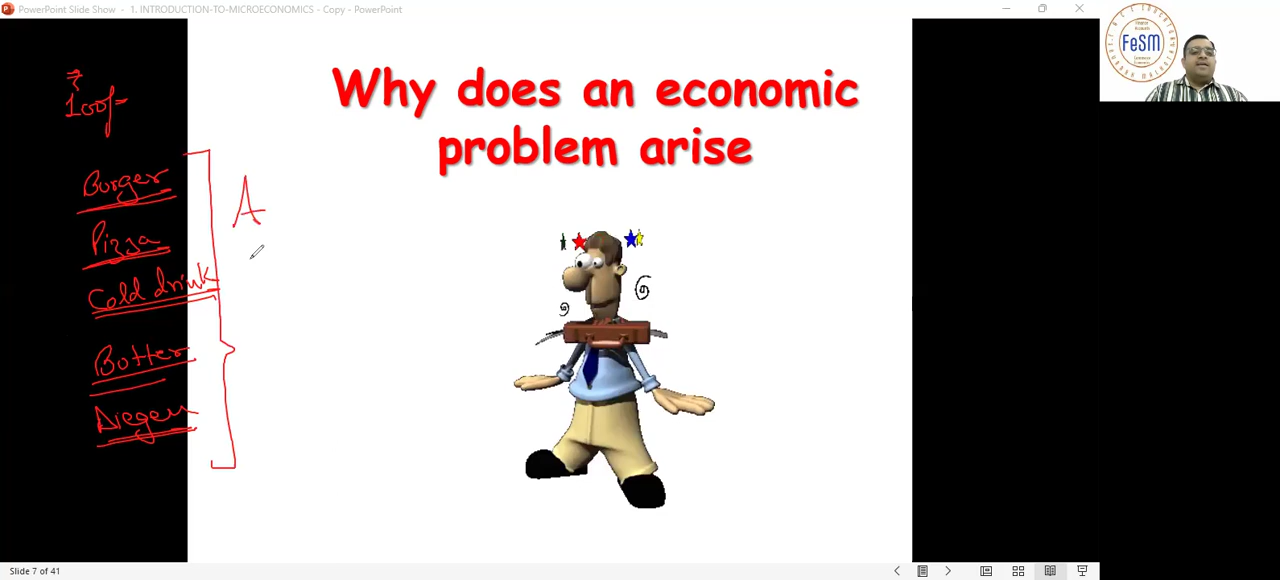 PowerPoint Slide Show - 1. INTRODUCTION-TO-MICROECONOMICS - Copy - PowerPoint
FeSM
Why does an economic
problem arise
₹
100/-
Burger
Pizza
Cold drink
Botter
A
Slide 7 of 41